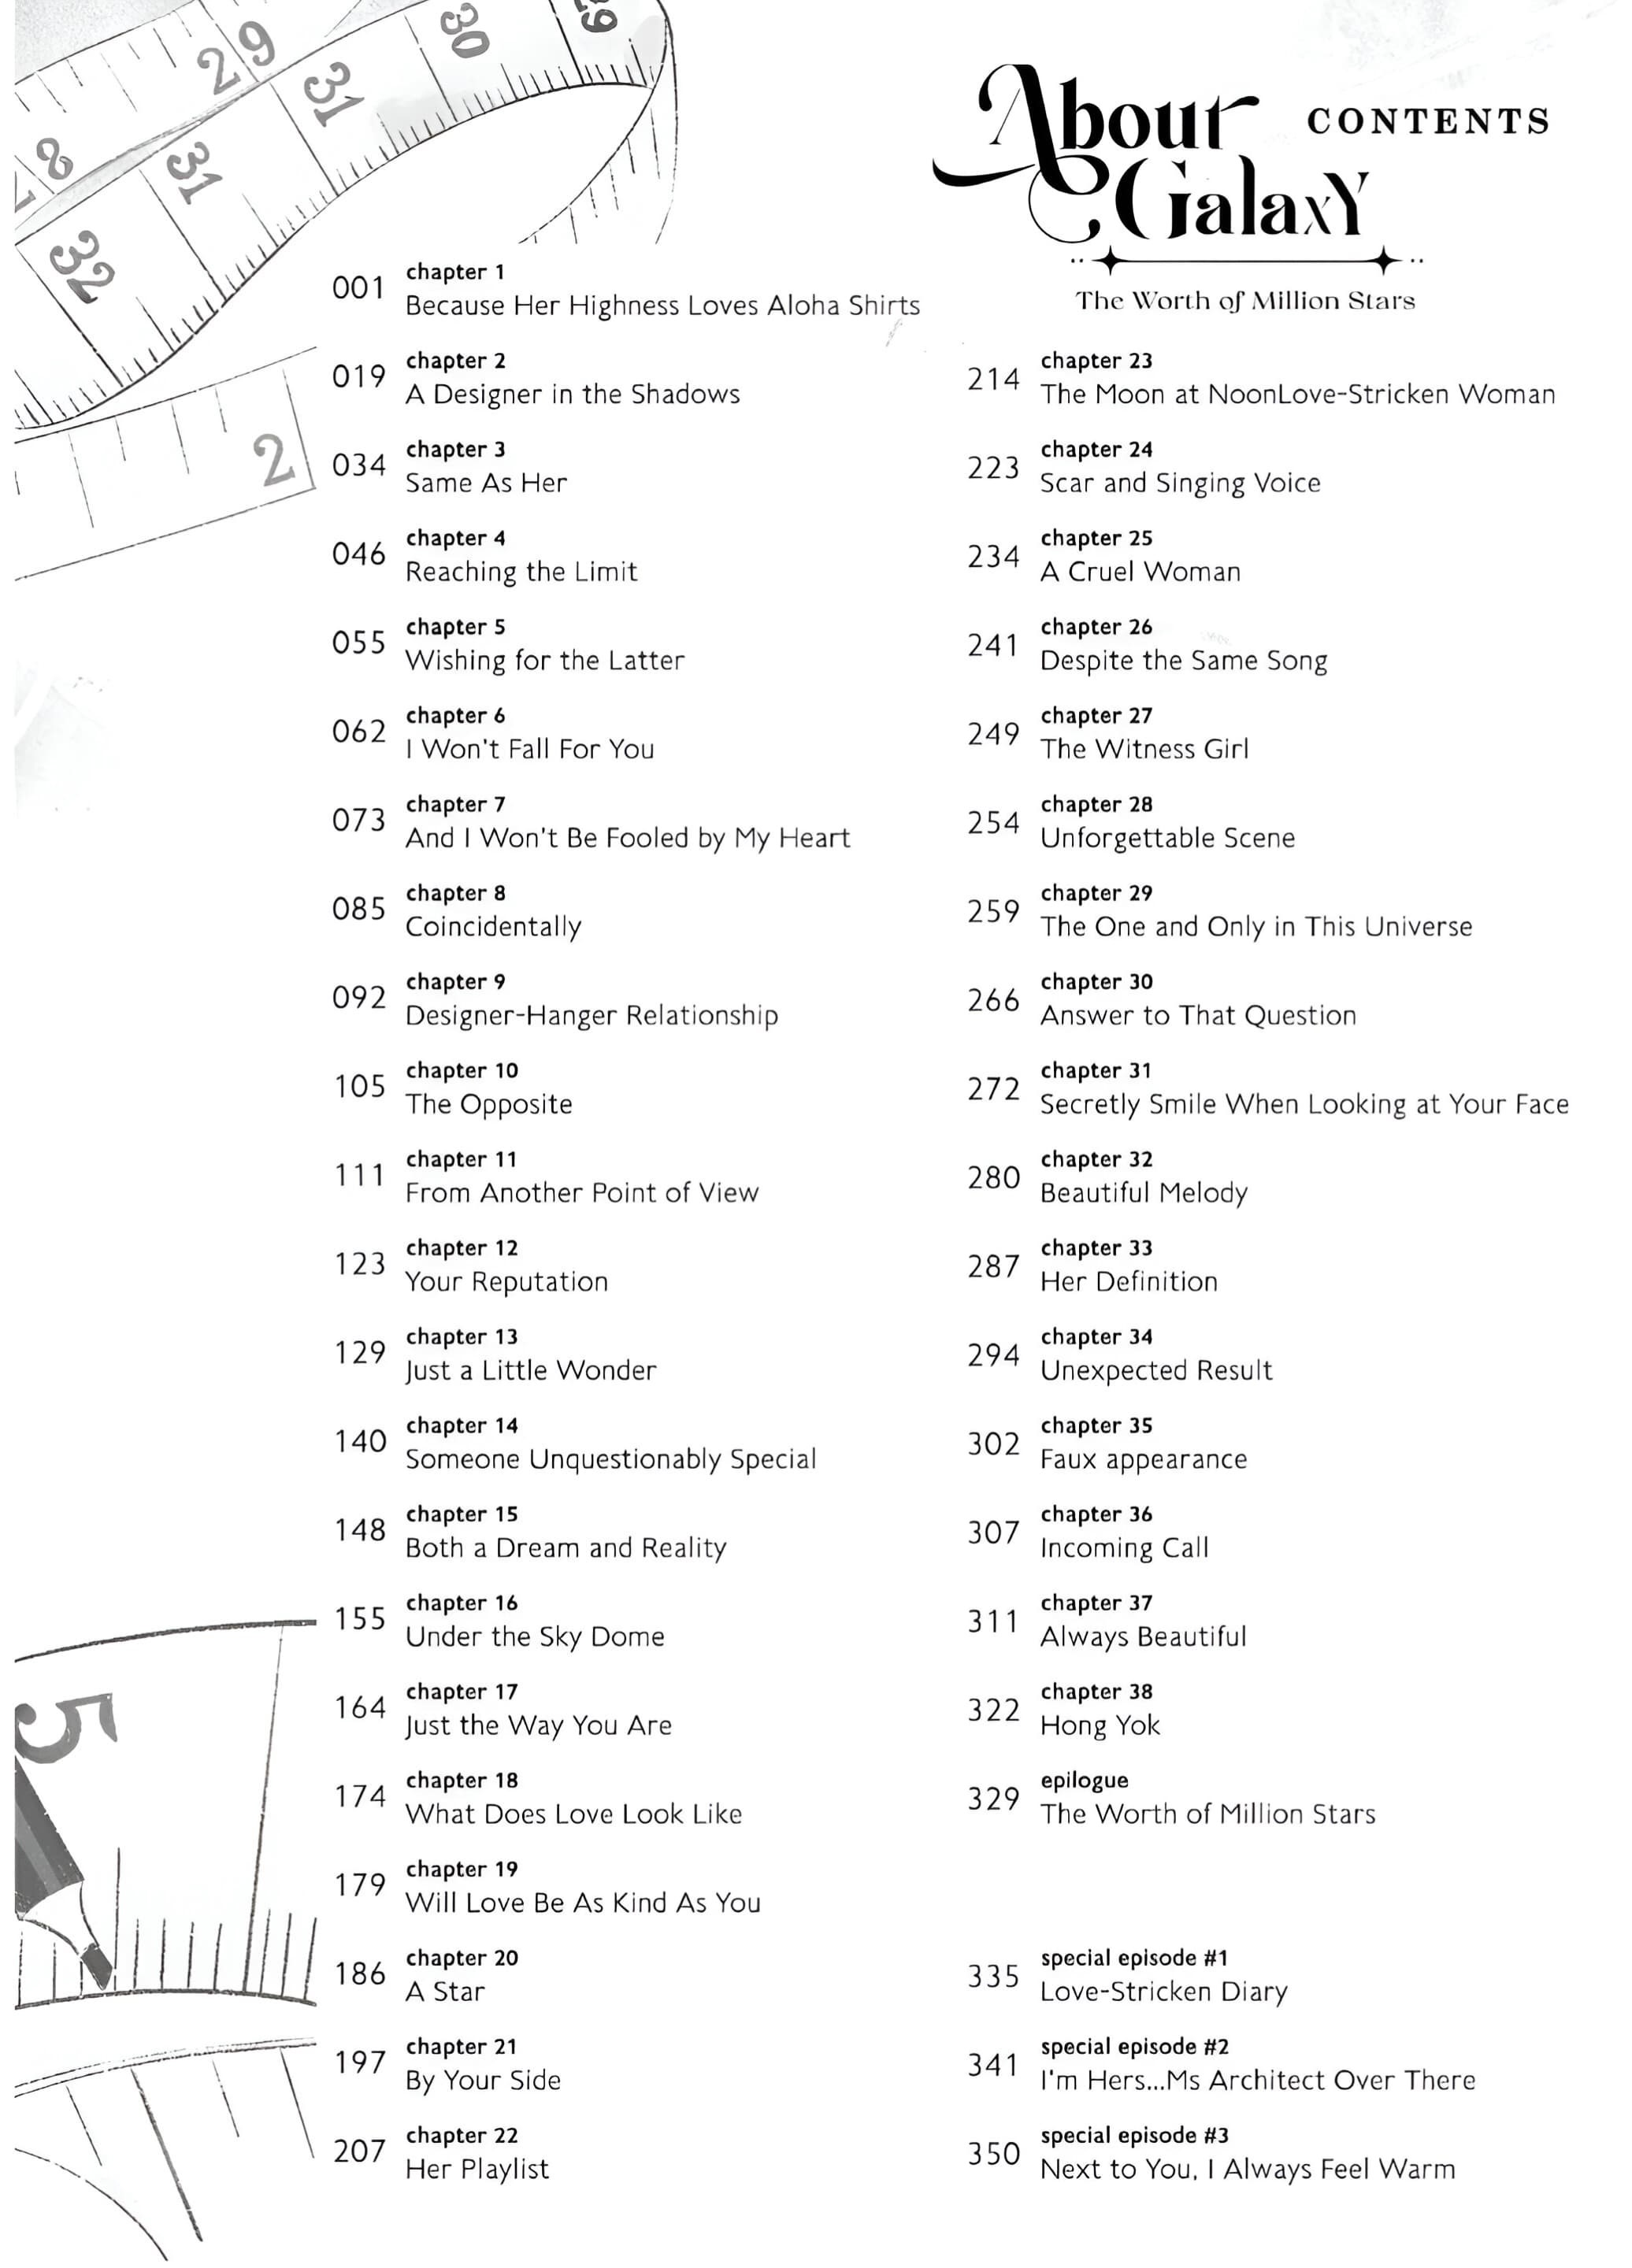 About
Galaxy
CONTENTS
The Worth of Million Stars
29
30
29
31
8
31
32
2
001
chapter 1
Because Her Highness Loves Aloha Shirts
019
chapter 2
A Designer in the Shadows
034
chapter 3
Same As Her
046
chapter 4
Reaching the Limit
055
chapter 5
Wishing for the Latter
062
chapter 6
I Won't Fall For You
073
chapter 7
And I Won't Be Fooled by My Heart
085
chapter 8
Coincidentally
092
chapter 9
Designer-Hanger Relationship
105
chapter 10
The Opposite
111
chapter 11
From Another Point of View
123
chapter 12
Your Reputation
129
chapter 13
Just a Little Wonder
140
chapter 14
Someone Unquestionably Special
148
chapter 15
Both a Dream and Reality
155
chapter 16
Under the Sky Dome
164
chapter 17
Just the Way You Are
174
chapter 18
What Does Love Look Like
179
chapter 19
Will Love Be As Kind As You
186
chapter 20
A Star
197
chapter 21
By Your Side
207
chapter 22
Her Playlist
5
214
chapter 23
The Moon at NoonLove-Stricken Woman
223
chapter 24
Scar and Singing Voice
234
chapter 25
A Cruel Woman
241
chapter 26
Despite the Same Song
249
chapter 27
The Witness Girl
254
chapter 28
Unforgettable Scene
259
chapter 29
The One and Only in This Universe
266
chapter 30
Answer to That Question
272
chapter 31
Secretly Smile When Looking at Your Face
280
chapter 32
Beautiful Melody
287
chapter 33
Her Definition
294
chapter 34
Unexpected Result
302
chapter 35
Faux appearance
307
chapter 36
Incoming Call
311
chapter 37
Always Beautiful
322
chapter 38
Hong Yok
329
epilogue
The Worth of Million Stars
335
special episode #1
Love-Stricken Diary
341
special episode #2
I'm Hers...Ms Architect Over There
350
special episode #3
Next to You, I Always Feel Warm